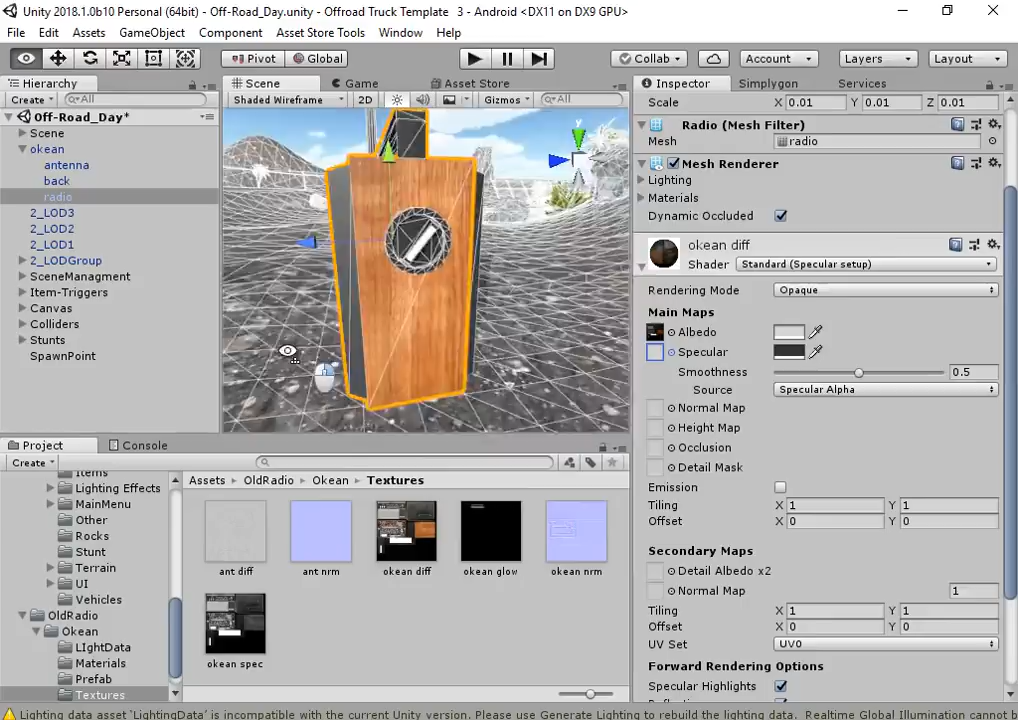 Unity 2018.1.0b10 Personal (64bit) - Off-Road_Day.unity - Offroad Truck Template 3 - Android <DX11 on DX9 GPU>
File Edit Assets GameObject Component Asset Store Tools Window Help
Pivot Global Collab Account Layers Layout
Hierarchy
Create All
Off-Road_Day*
Scene
okean
antenna
back
radio
2_LOD3
2_LOD2
2_LOD1
2_LODGroup
SceneManagment
Item-Triggers
Canvas
Colliders
Stunts
SpawnPoint
Scene Game Asset Store
Shaded Wireframe 2D Gizmos All
y
Inspector Simplygon Services
Scale X 0.01 Y 0.01 Z 0.01
Radio (Mesh Filter)
Mesh radio
Mesh Renderer
Lighting
Materials
Dynamic Occluded
okean diff
Shader Standard (Specular setup)
Rendering Mode Opaque
Main Maps
Albedo
Specular
Smoothness 0.5
Source Specular Alpha
Normal Map
Height Map
Occlusion
Detail Mask
Emission
Tiling X 1 Y 1
Offset X 0 Y 0
Secondary Maps
Detail Albedo x2
Normal Map 1
Tiling X 1 Y 1
Offset X 0 Y 0
UV Set UV0
Forward Rendering Options
Specular Highlights
Project Console
Create
Items
Lighting Effects
MainMenu
Other
Rocks
Stunt
Terrain
UI
Vehicles
OldRadio
Okean
LIghtData
Materials
Prefab
Textures
Assets OldRadio Okean Textures
ant diff ant nrm okean diff okean glow okean nrm
okean spec
Lighting data asset 'LightingData' is incompatible with the current Unity version. Please use Generate Lighting to rebuild the lighting data. Realtime Global Illumination cannot b